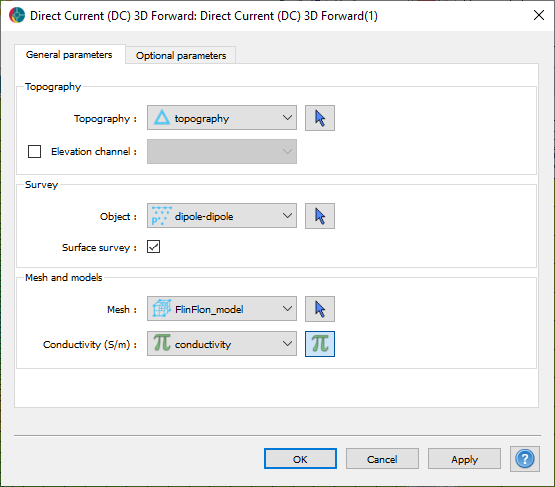 Direct Current (DC) 3D Forward: Direct Current (DC) 3D Forward(1)
General parameters Optional parameters
Topography
Topography : topography
Elevation channel :
Survey
Object : dipole-dipole
Surface survey :
Mesh and models
Mesh : FlinFlon_model
Conductivity (S/m) : π conductivity π
OK Cancel Apply ?